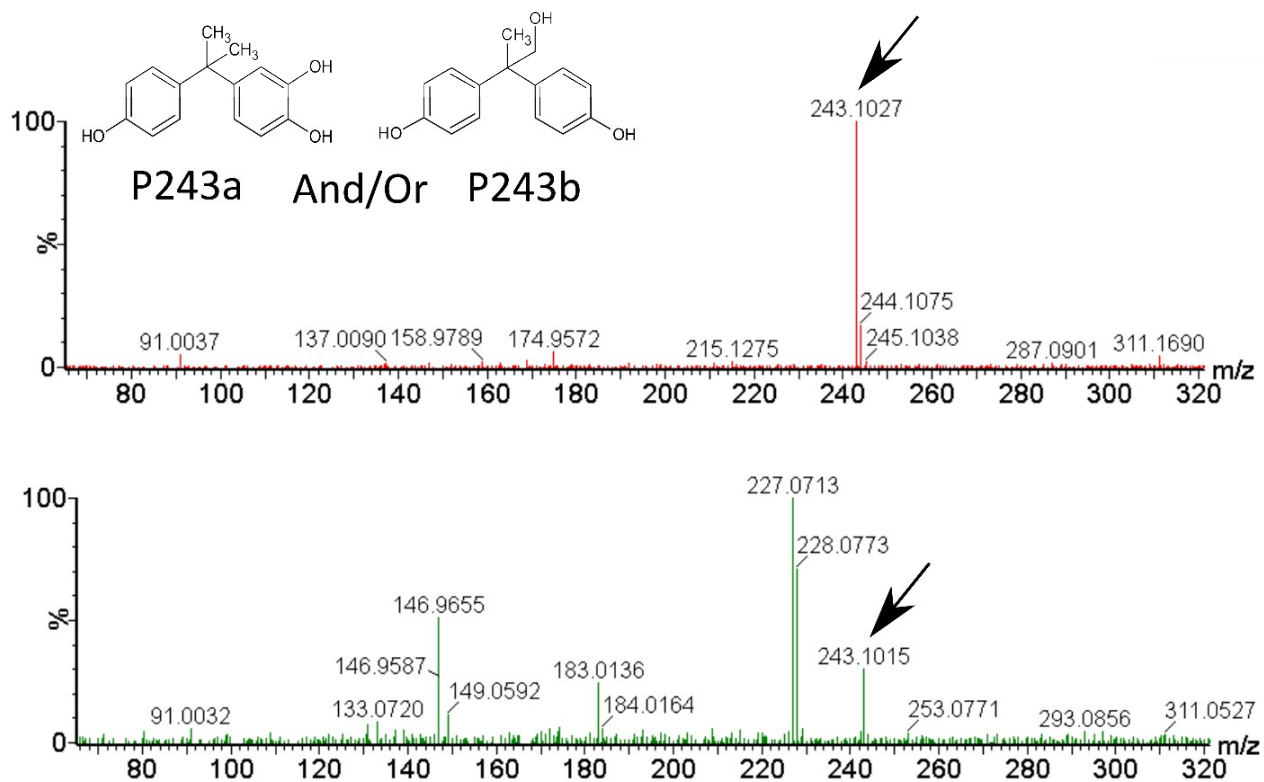 OH
CH3
CH3
OH
HO
OH
CH3
HO
OH
P243a And/Or P243b
100
%
0
243.1027
244.1075
245.1038
91.0037
137.0090
158.9789
174.9572
215.1275
287.0901
311.1690
m/z
80 100 120 140 160 180 200 220 240 260 280 300 320
100
%
0
227.0713
228.0773
146.9655
146.9587
243.1015
183.0136
149.0592
184.0164
91.0032
133.0720
253.0771
293.0856
311.0527
m/z
80 100 120 140 160 180 200 220 240 260 280 300 320